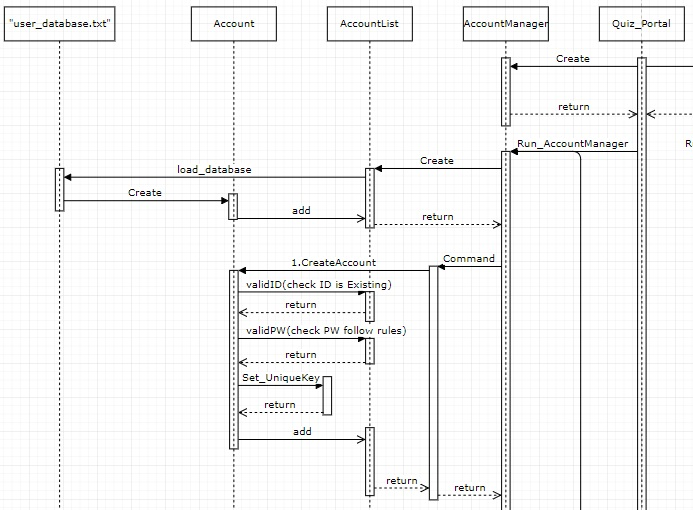 "user_database.txt"
Account
AccountList
AccountManager
Quiz_Portal
Create
return
Run_AccountManager
R
Create
load_database
Create
add
return
Command
1.CreateAccount
validID(check ID is Existing)
return
validPW(check PW follow rules)
return
Set_UniqueKey
return
add
return
return